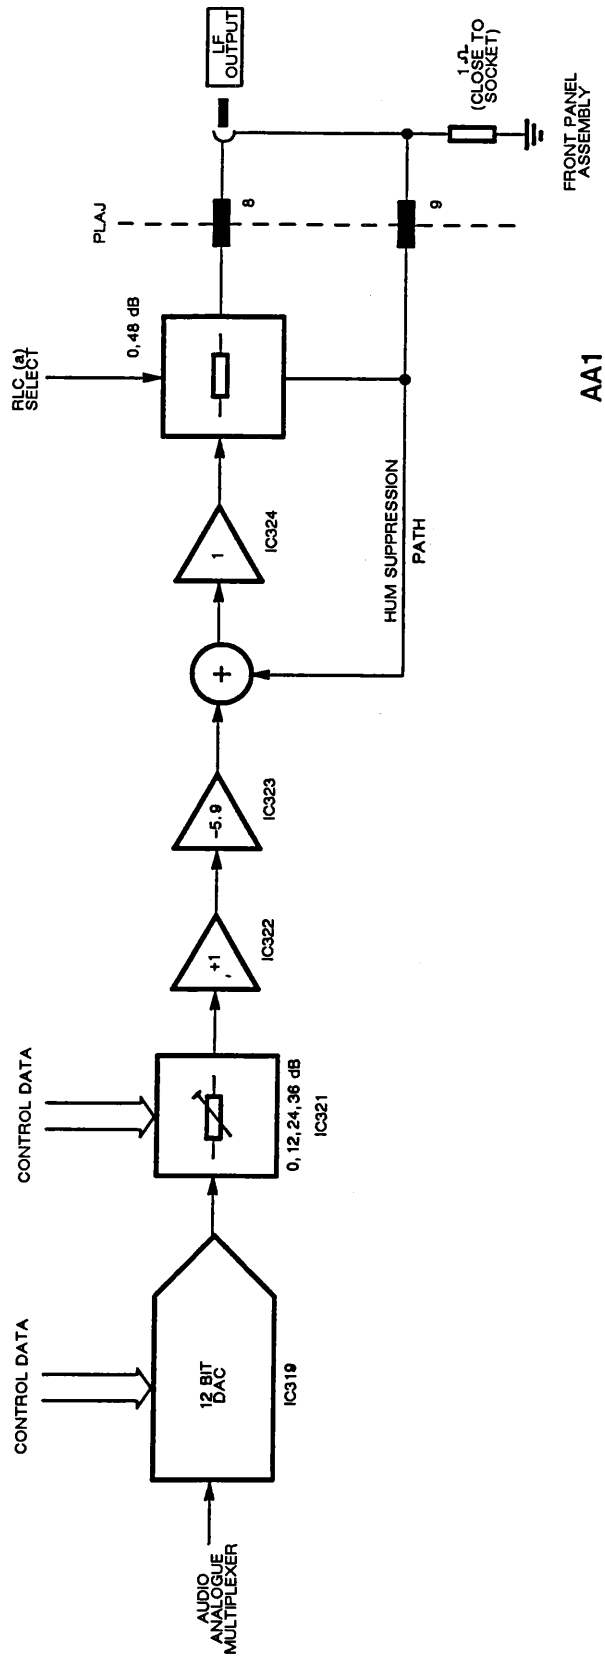 AUDIO
ANALOGUE
MULTIPLEXER
CONTROL DATA
12 BIT
DAC
IC319
CONTROL DATA
0, 12, 24, 36 dB
IC321
+1
IC322
-5.9
IC323
+
1
IC324
HUM SUPPRESSION
PATH
RLC (a)
SELECT
0, 48 dB
PLAJ
8
9
LF
OUTPUT
1Ω
(CLOSE TO
SOCKET)
FRONT PANEL
ASSEMBLY
AA1